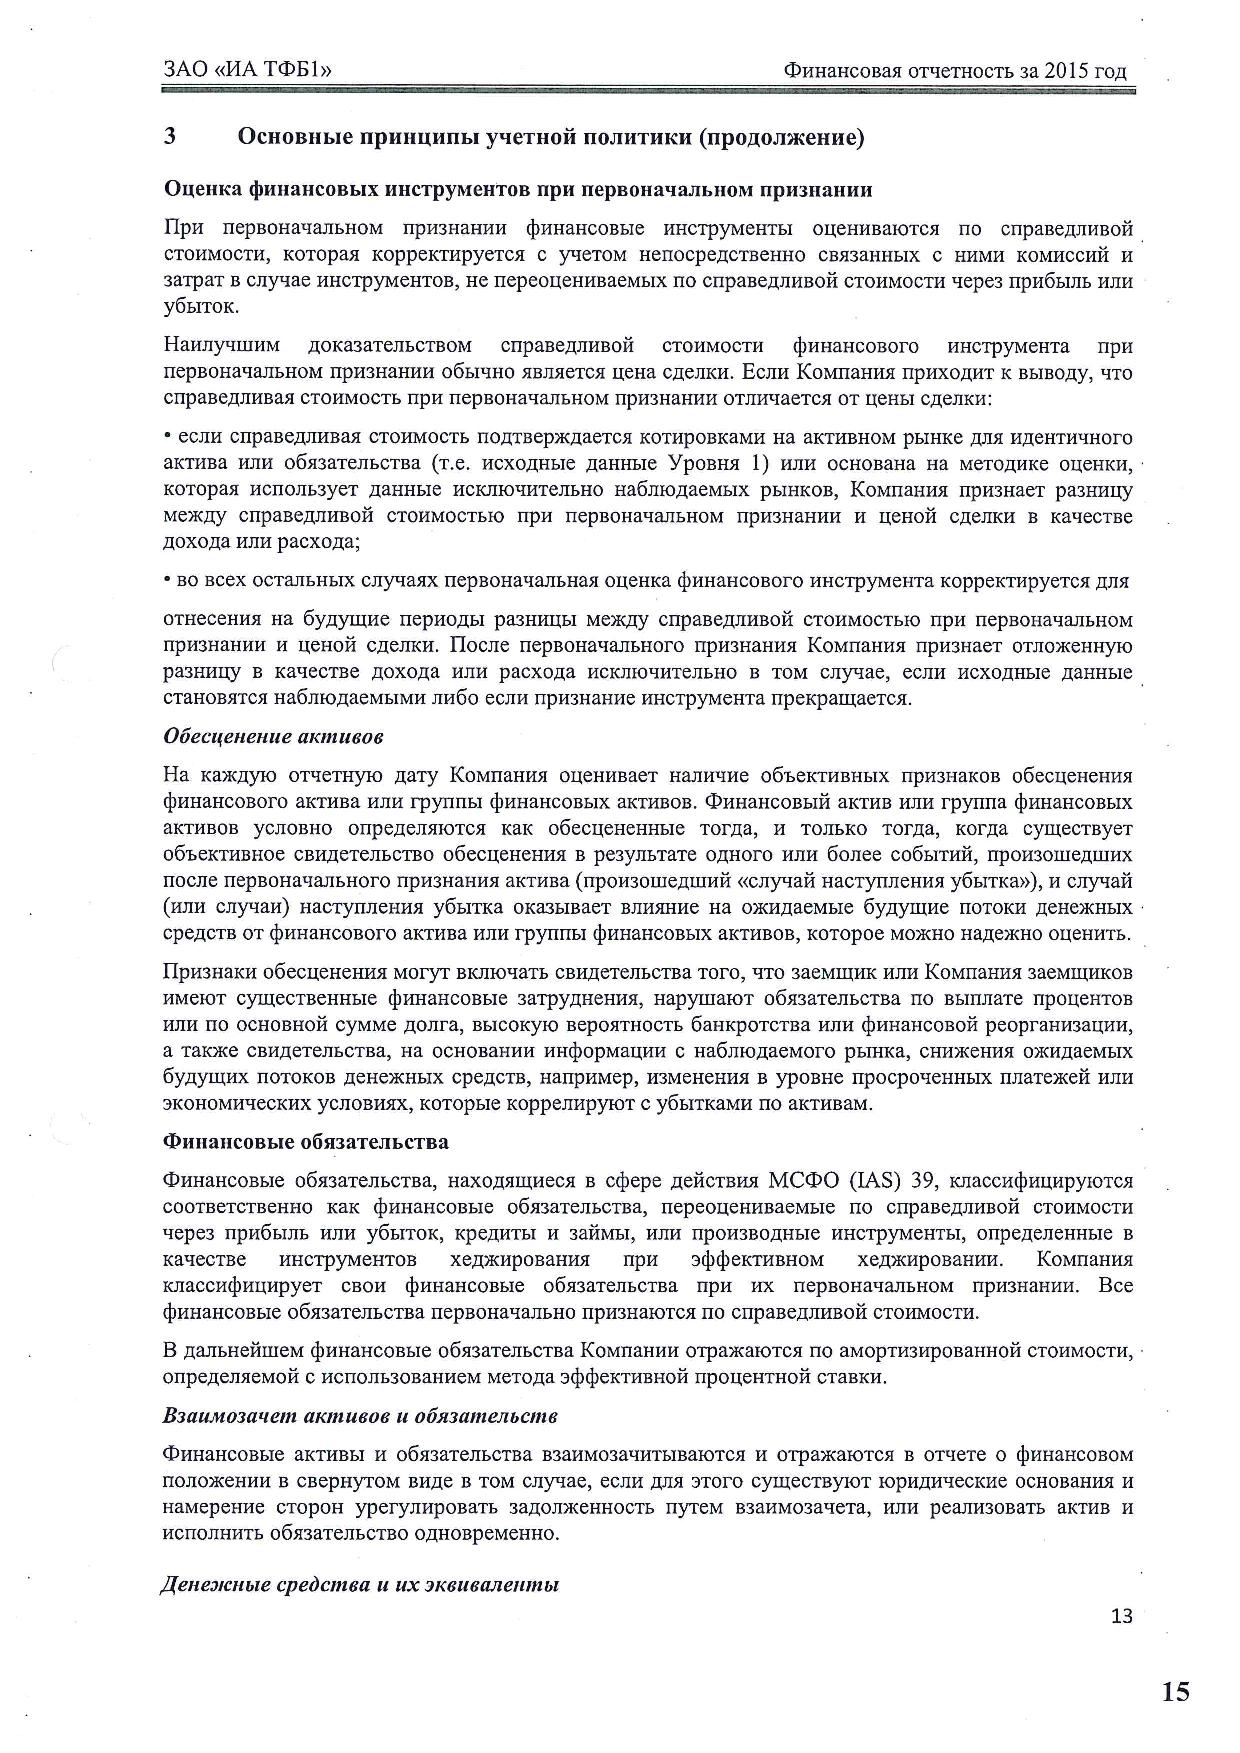 ЗАО «ИА ТФБ1» Финансовая отчетность за 2015 год
3 Основные принципы учетной политики (продолжение)
Оценка финансовых инструментов при первоначальном признании
При первоначальном признании финансовые инструменты оцениваются по справедливой
стоимости, которая корректируется с учетом непосредственно связанных с ними комиссий и
затрат в случае инструментов, не переоцениваемых по справедливой стоимости через прибыль или
убыток.
Наилучшим доказательством справедливой стоимости финансового инструмента при
первоначальном признании обычно является цена сделки. Если Компания приходит к выводу, что
справедливая стоимость при первоначальном признании отличается от цены сделки:
• если справедливая стоимость подтверждается котировками на активном рынке для идентичного
актива или обязательства (т.е. исходные данные Уровня 1) или основана на методике оценки,
которая использует данные исключительно наблюдаемых рынков, Компания признает разницу
между справедливой стоимостью при первоначальном признании и ценой сделки в качестве
дохода или расхода;
• во всех остальных случаях первоначальная оценка финансового инструмента корректируется для
отнесения на будущие периоды разницы между справедливой стоимостью при первоначальном
признании и ценой сделки. После первоначального признания Компания признает отложенную
разницу в качестве дохода или расхода исключительно в том случае, если исходные данные
становятся наблюдаемыми либо если признание инструмента прекращается.
Обесценение активов
На каждую отчетную дату Компания оценивает наличие объективных признаков обесценения
финансового актива или группы финансовых активов. Финансовый актив или группа финансовых
активов условно определяются как обесцененные тогда, и только тогда, когда существует
объективное свидетельство обесценения в результате одного или более событий, произошедших
после первоначального признания актива (произошедший «случай наступления убытка»), и случай
(или случаи) наступления убытка оказывает влияние на ожидаемые будущие потоки денежных
средств от финансового актива или группы финансовых активов, которое можно надежно оценить.
Признаки обесценения могут включать свидетельства того, что заемщик или Компания заемщиков
имеют существенные финансовые затруднения, нарушают обязательства по выплате процентов
или по основной сумме долга, высокую вероятность банкротства или финансовой реорганизации,
а также свидетельства, на основании информации с наблюдаемого рынка, снижения ожидаемых
будущих потоков денежных средств, например, изменения в уровне просроченных платежей или
экономических условиях, которые коррелируют с убытками по активам.
Финансовые обязательства
Финансовые обязательства, находящиеся в сфере действия МСФО (IAS) 39, классифицируются
соответственно как финансовые обязательства, переоцениваемые по справедливой стоимости
через прибыль или убыток, кредиты и займы, или производные инструменты, определенные в
качестве инструментов хеджирования при эффективном хеджировании. Компания
классифицирует свои финансовые обязательства при их первоначальном признании. Все
финансовые обязательства первоначально признаются по справедливой стоимости.
В дальнейшем финансовые обязательства Компании отражаются по амортизированной стоимости,
определяемой с использованием метода эффективной процентной ставки.
Взаимозачет активов и обязательств
Финансовые активы и обязательства взаимозачитываются и отражаются в отчете о финансовом
положении в свернутом виде в том случае, если для этого существуют юридические основания и
намерение сторон урегулировать задолженность путем взаимозачета, или реализовать актив и
исполнить обязательство одновременно.
Денежные средства и их эквиваленты
13
15